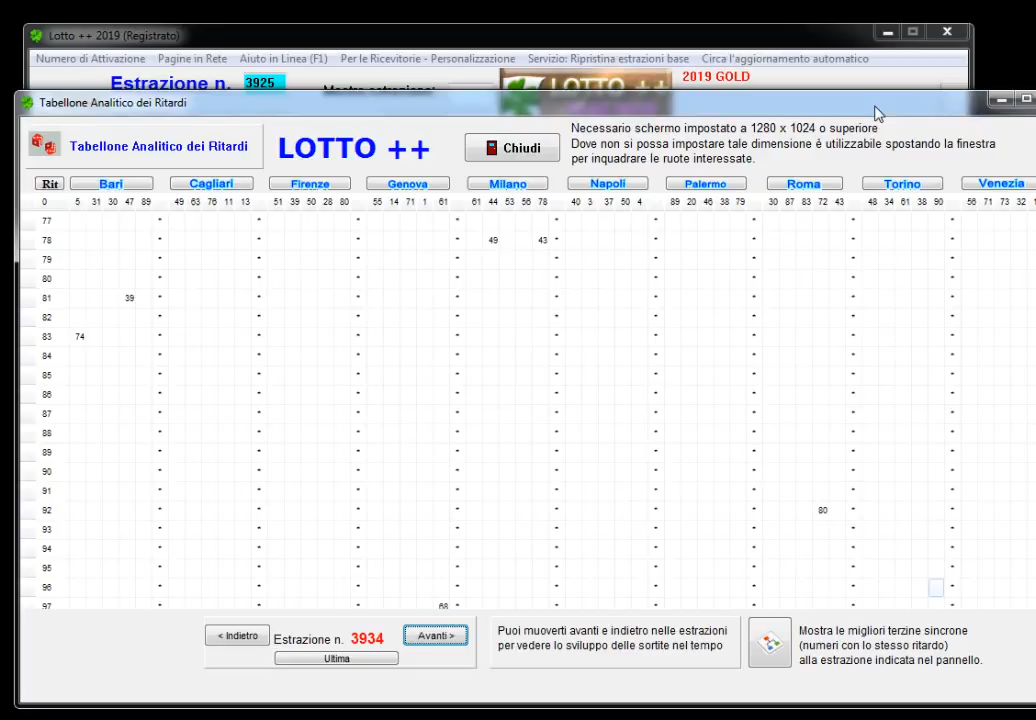 Lotto ++ 2019 (Registrato)
Numero di Attivazione Pagine in Rete Aiuto in Linea (F1) Per le Ricevitorie - Personalizzazione Servizio: Ripristina estrazioni base Circa l'aggiornamento automatico
Estrazione n. 3925 LOTTO ++ 2019 GOLD
Tabellone Analitico dei Ritardi
Tabellone Analitico dei Ritardi
LOTTO ++
Chiudi
Necessario schermo impostato a 1280 x 1024 o superiore
Dove non si possa impostare tale dimensione é utilizzabile spostando la finestra
per inquadrare le ruote interessate.
Rit Bari Cagliari Firenze Genova Milano Napoli Palermo Roma Torino Venezia
0 5 31 30 47 89 49 63 76 11 13 51 39 50 28 80 55 14 71 1 61 61 44 53 56 78 40 3 37 50 4 89 20 46 38 79 30 87 83 72 43 48 34 61 38 90 56 71 73 32
77
78 49 43
79
80
81 39
82
83 74
84
85
86
87
88
89
90
91
92 80
93
94
95
96
97 68
< Indietro Estrazione n. 3934 Avanti >
Ultima
Puoi muoverti avanti e indietro nelle estrazioni
per vedere lo sviluppo delle sortite nel tempo
Mostra le migliori terzine sincrone
(numeri con lo stesso ritardo)
alla estrazione indicata nel pannello.